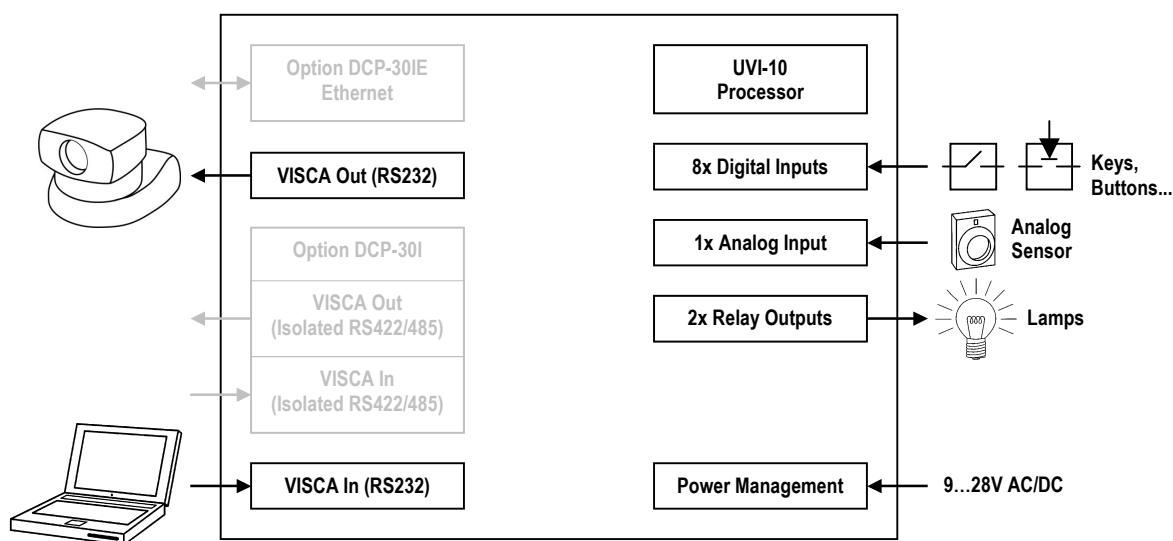 Option DCP-30IE
Ethernet
VISCA Out (RS232)
Option DCP-30I
VISCA Out
(Isolated RS422/485)
VISCA In
(Isolated RS422/485)
VISCA In (RS232)
UVI-10
Processor
8x Digital Inputs
Keys,
Buttons...
1x Analog Input
Analog
Sensor
2x Relay Outputs
Lamps
Power Management
9…28V AC/DC